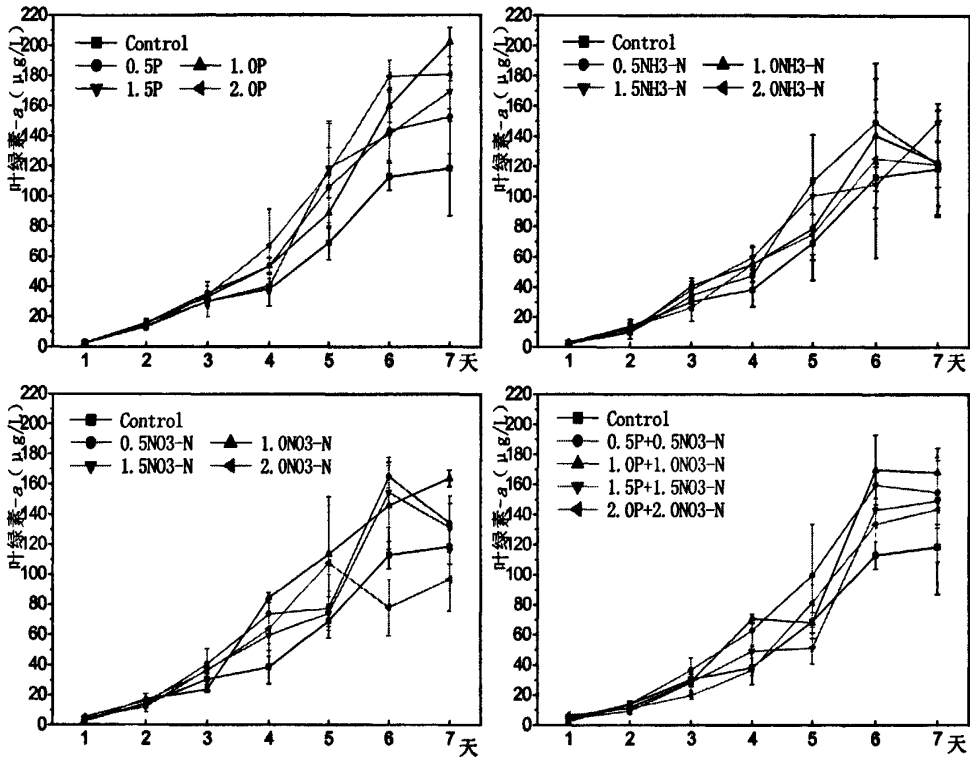 220
200
180
160
140
120
100
80
60
40
20
0
叶绿素-a（μg/L）
Control
0.5P 1.0P
1.5P 2.0P
1 2 3 4 5 6 7 天
220
200
180
160
140
120
100
80
60
40
20
0
叶绿素-a（μg/L）
Control
0.5NH3-N 1.0NH3-N
1.5NH3-N 2.0NH3-N
1 2 3 4 5 6 7 天
220
200
180
160
140
120
100
80
60
40
20
0
叶绿素-a（μg/L）
Control
0.5NO3-N 1.0NO3-N
1.5NO3-N 2.0NO3-N
1 2 3 4 5 6 7 天
220
200
180
160
140
120
100
80
60
40
20
0
叶绿素-a（μg/L）
Control
0.5P+0.5NO3-N
1.0P+1.0NO3-N
1.5P+1.5NO3-N
2.0P+2.0NO3-N
1 2 3 4 5 6 7 天